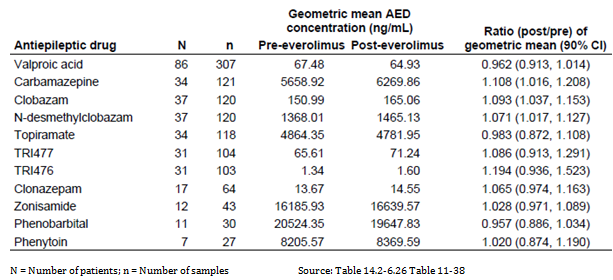 Geometric mean AED
concentration (ng/mL) Ratio (post/pre) of
Antiepileptic drug N n Pre-everolimus Post-everolimus geometric mean (90% CI)
Valproic acid 86 307 67.48 64.93 0.962 (0.913, 1.014)
Carbamazepine 34 121 5658.92 6269.86 1.108 (1.016, 1.208)
Clobazam 37 120 150.99 165.06 1.093 (1.037, 1.153)
N-desmethylclobazam 37 120 1368.01 1465.13 1.071 (1.017, 1.127)
Topiramate 34 118 4864.35 4781.95 0.983 (0.872, 1.108)
TRI477 31 104 65.61 71.24 1.086 (0.913, 1.291)
TRI476 31 103 1.34 1.60 1.194 (0.936, 1.523)
Clonazepam 17 64 13.67 14.55 1.065 (0.974, 1.163)
Zonisamide 12 43 16185.93 16639.57 1.028 (0.971, 1.089)
Phenobarbital 11 30 20524.35 19647.83 0.957 (0.886, 1.034)
Phenytoin 7 27 8205.57 8369.59 1.020 (0.874, 1.190)
N = Number of patients; n = Number of samples Source: Table 14.2-6.26 Table 11-38